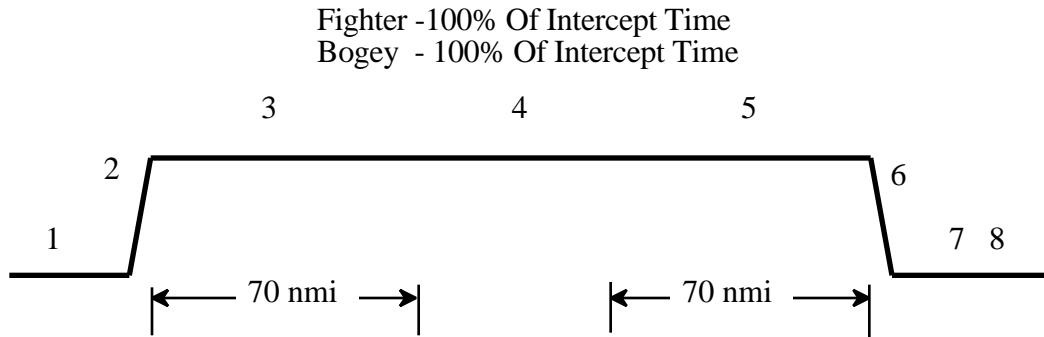 Fighter -100% Of Intercept Time
Bogey - 100% Of Intercept Time
3 4 5
2 6
1 7 8
70 nmi 70 nmi